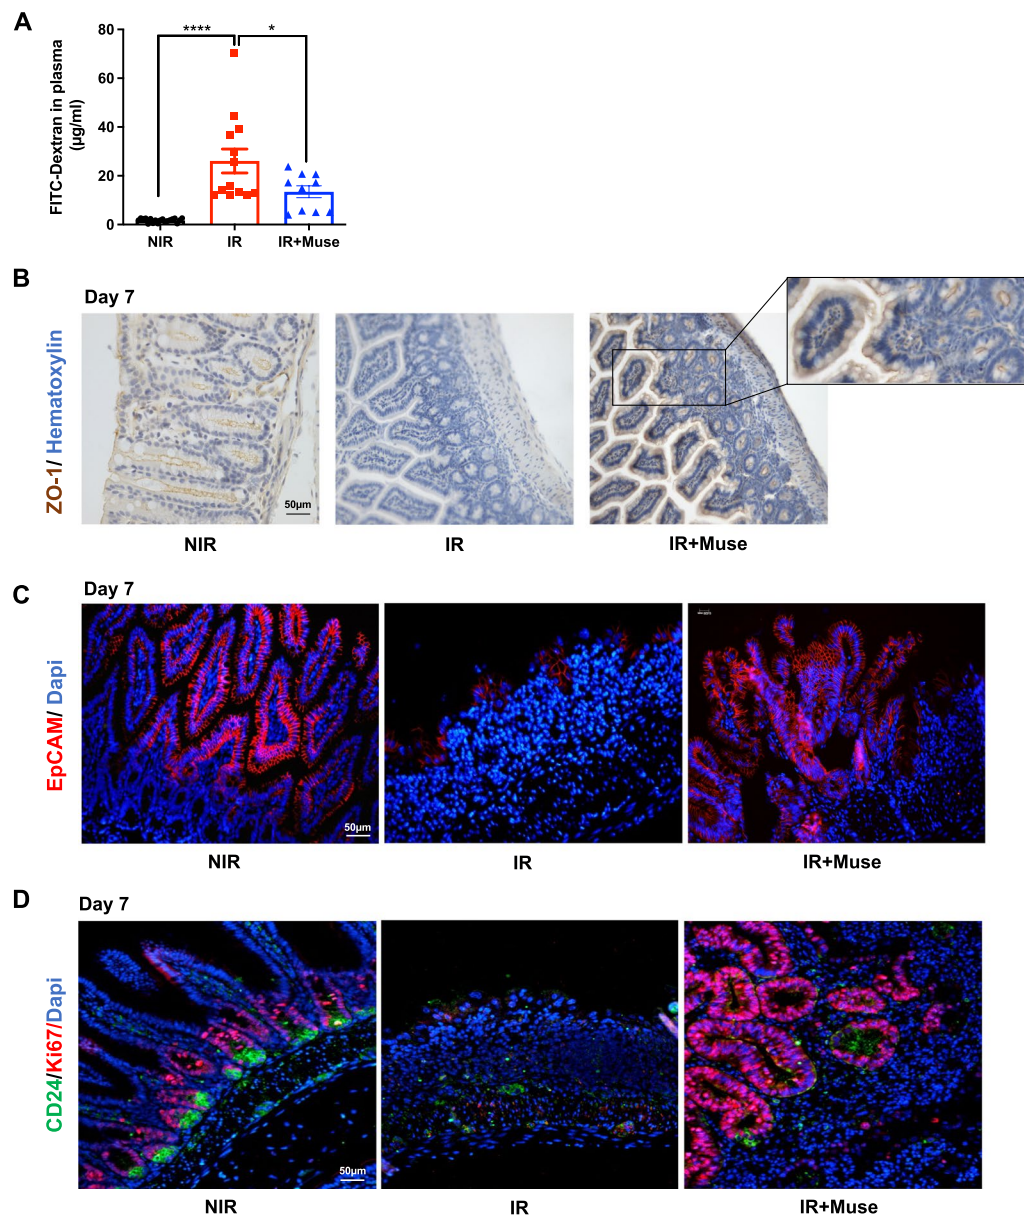 A
FITC-Dextran in plasma
(µg/ml)
80
60
40
20
0
****
*
NIR
IR
IR+Muse
B
Day 7
ZO-1/ Hematoxylin
50µm
NIR
IR
IR+Muse
C
Day 7
EpCAM/ Dapi
50µm
NIR
IR
IR+Muse
D
Day 7
CD24/Ki67/Dapi
50µm
NIR
IR
IR+Muse